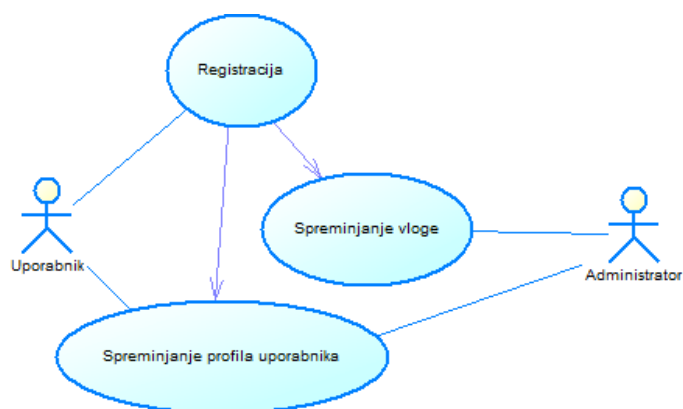 Registracija
Spreminjanje vloge
Uporabnik
Administrator
Spreminjanje profila uporabnika